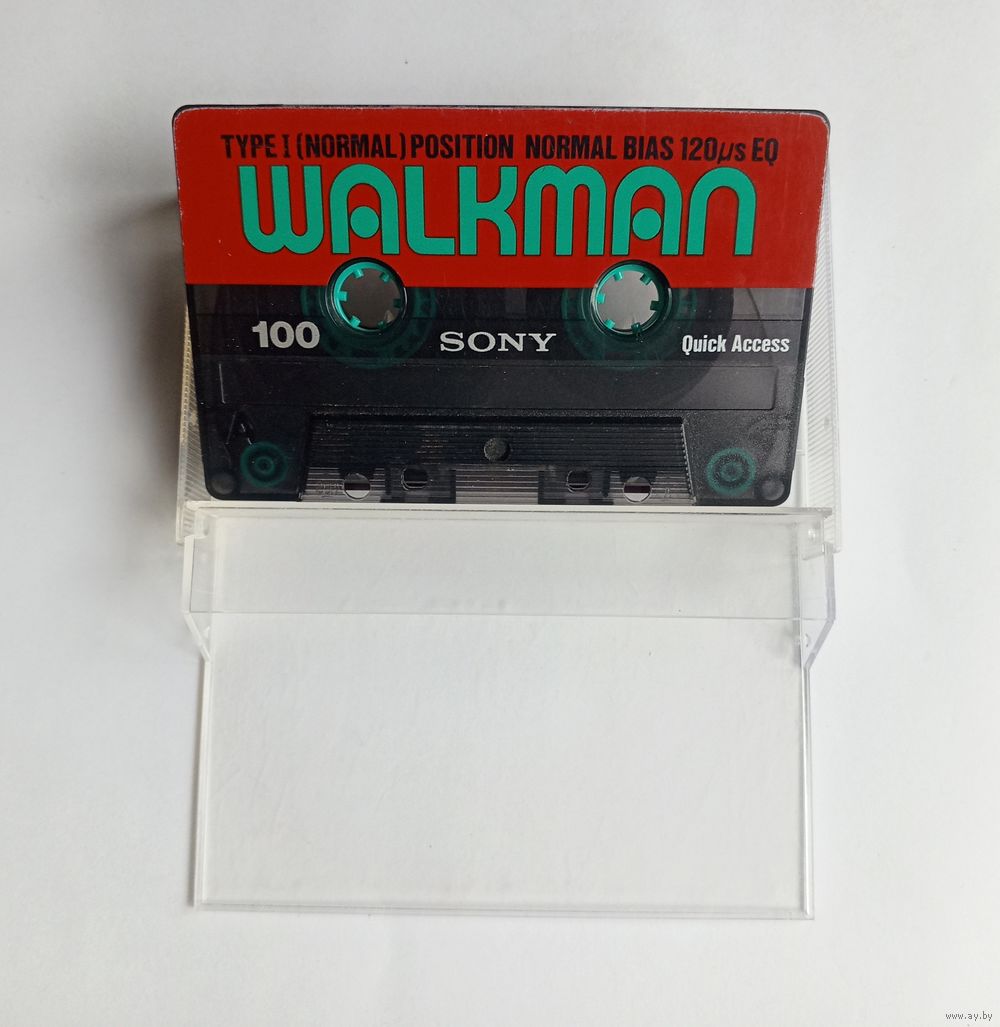 TYPE I (NORMAL) POSITION NORMAL BIAS 120μs EQ
WALKMAN
100 SONY Quick Access
A
www.ay.by